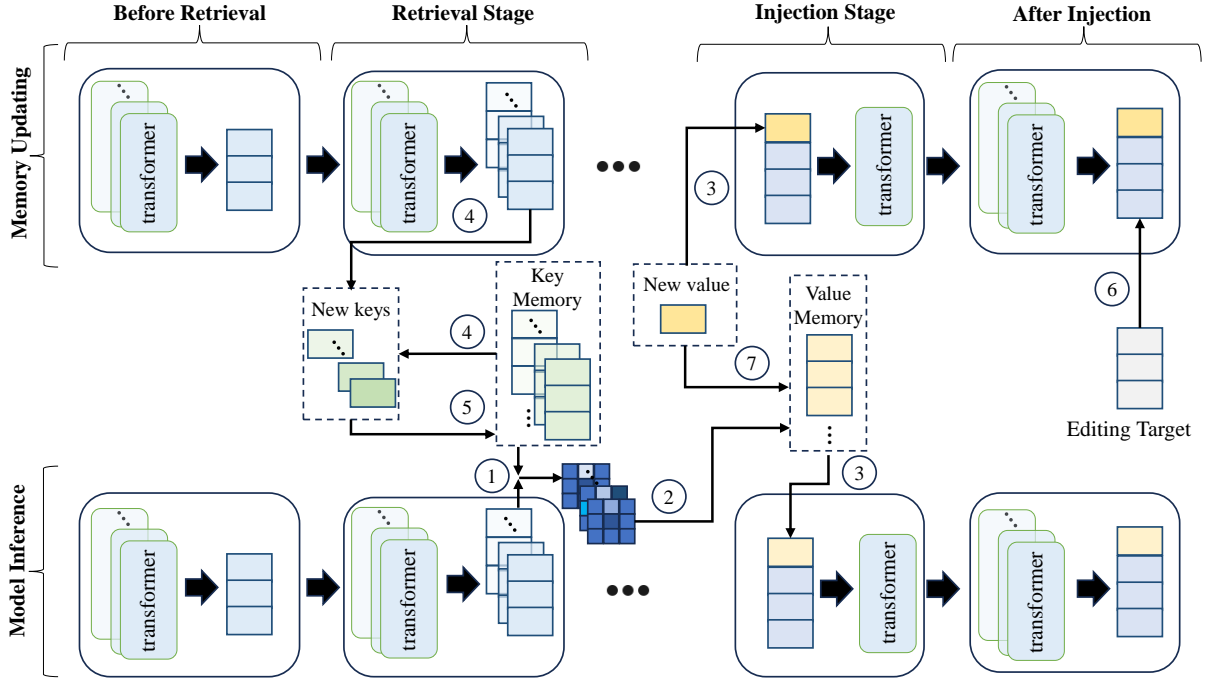 Before Retrieval
Retrieval Stage
Injection Stage
After Injection
Memory Updating
transformer
transformer
transformer
transformer
4
3
New keys
Key
Memory
New value
Value
Memory
6
4
7
5
Editing Target
Model Inference
1
2
3
transformer
transformer
transformer
transformer